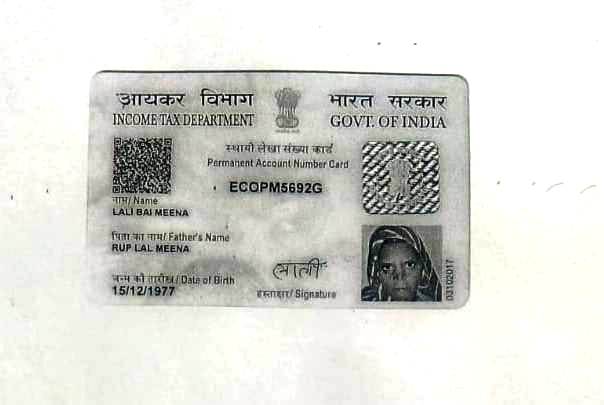 आयकर विभाग
INCOME TAX DEPARTMENT
भारत सरकार
GOVT. OF INDIA
स्थायी लेखा संख्या कार्ड
Permanent Account Number Card
ECOPM5692G
नाम/ Name
LALI BAI MEENA
पिता का नाम/ Father's Name
RUP LAL MEENA
जन्म की तारीख/ Date of Birth
15/12/1977
लाली
हस्ताक्षर/ Signature
03102017